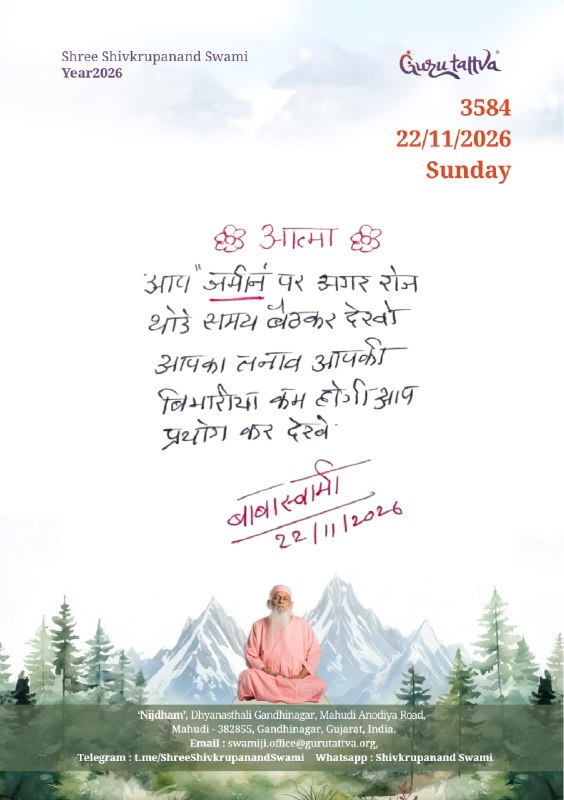 Shree Shivkrupanand Swami
Year2026
Gurutattva
3584
22/11/2026
Sunday
आत्मा
आप "जमीन" पर अगर रोज
थोडे समय बैठकर देखो
आपका तनाव आपकी
बिमारीया कम होगी आप
प्रयोग कर देखे
बाबास्वामी
22/11/2026
'Nijdham', Dhyanasthali Gandhinagar, Mahudi Anodiya Road,
Mahudi - 382855, Gandhinagar, Gujarat, India.
Email : swamiji.office@gurutattva.org,
Telegram : t.me/ShreeShivkrupanandSwami Whatsapp : Shivkrupanand Swami